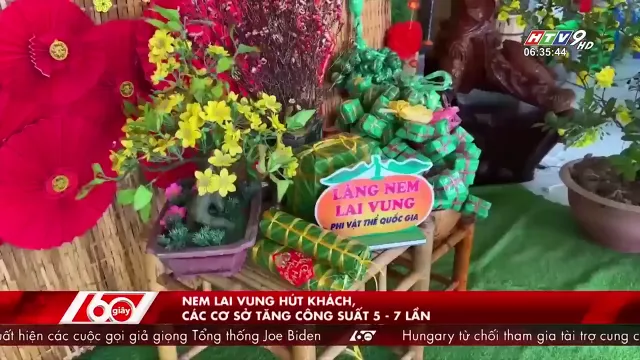 HTV9 HD
06:35:44
LÀNG NEM
LAI VUNG
PHI VẬT THỂ QUỐC GIA
60 giây
NEM LAI VUNG HÚT KHÁCH,
CÁC CƠ SỞ TĂNG CÔNG SUẤT 5 - 7 LẦN
uất hiện các cuộc gọi giả giọng Tổng thống Joe Biden
Hungary từ chối tham gia tài trợ cung c